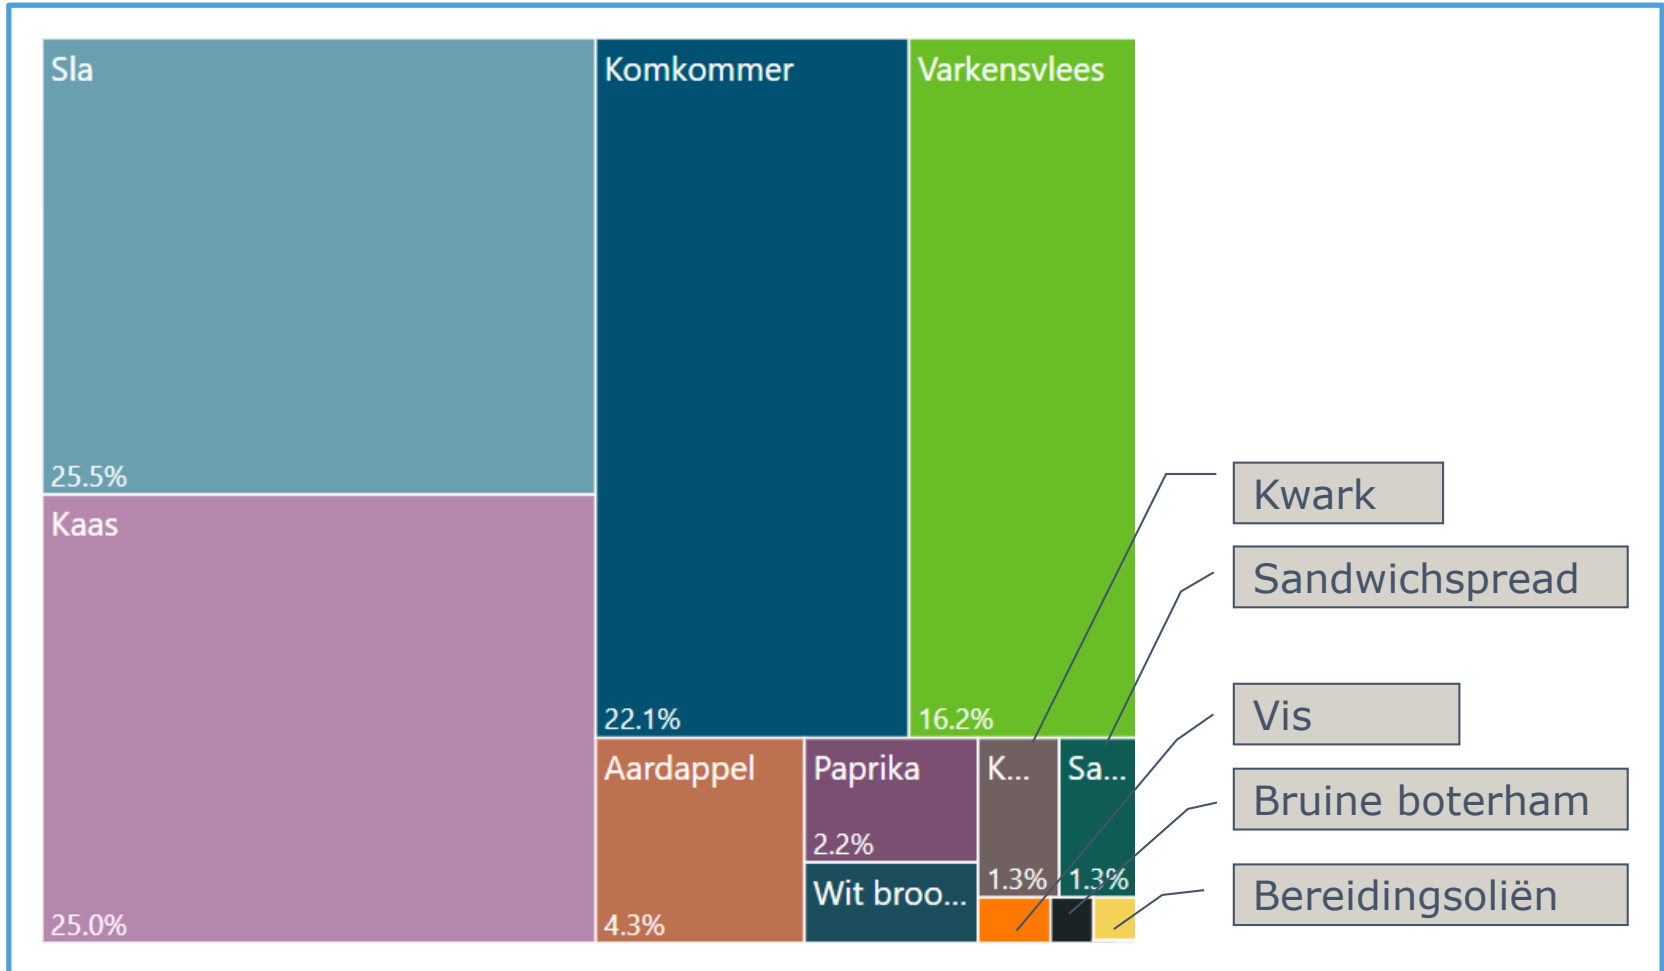 Sla
25.5%
Kaas
25.0%
Komkommer
22.1%
Varkensvlees
16.2%
Aardappel
4.3%
Paprika
2.2%
Wit broo...
K...
1.3%
Sa...
1.3%
Kwark
Sandwichspread
Vis
Bruine boterham
Bereidingsoliën